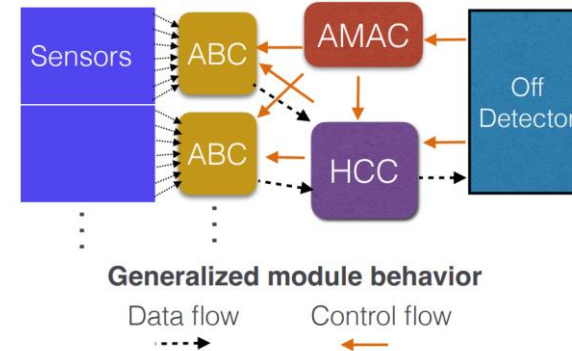 Sensors
ABC
AMAC
Off
Detector
ABC
HCC
Generalized module behavior
Data flow
Control flow